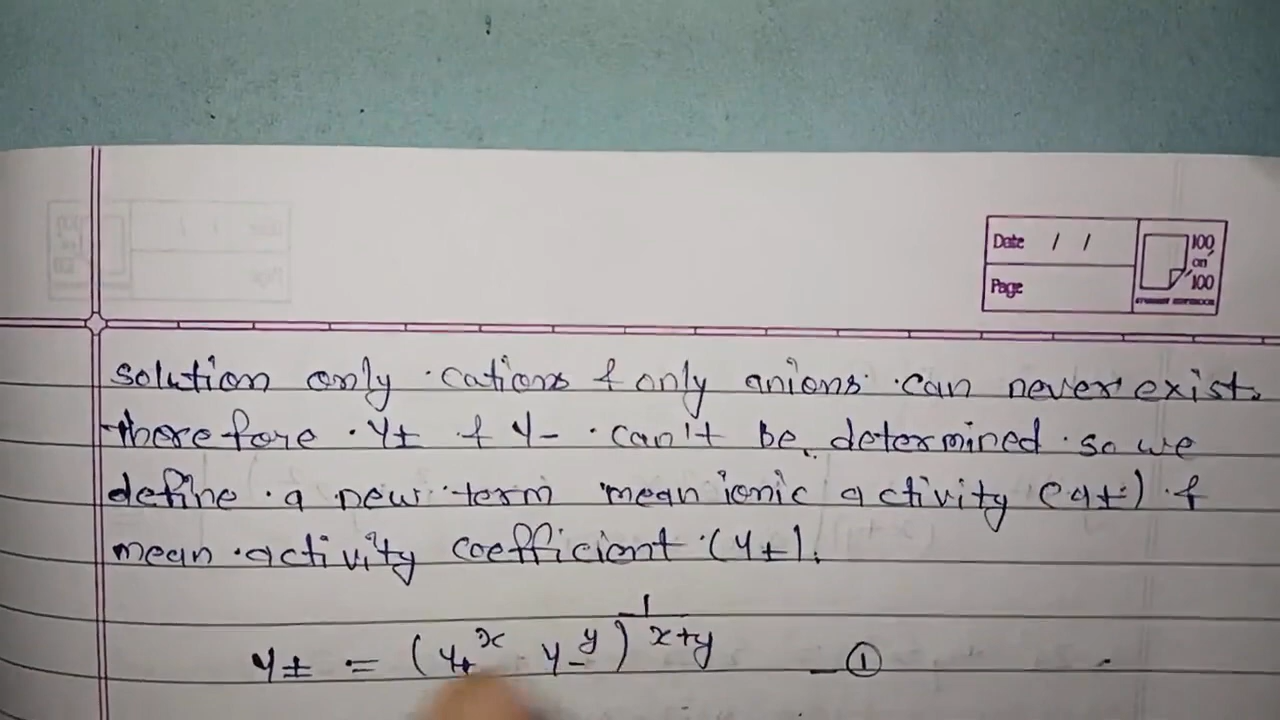 Date / /
Page
100
on
100
solution only cations & only anions can never exist.
therefore γ+ & γ- can't be determined so we
define a new term mean ionic activity (a±) &
mean activity coefficient (γ±).
γ± = (γ+^x γ-^y)^1/x+y — ①